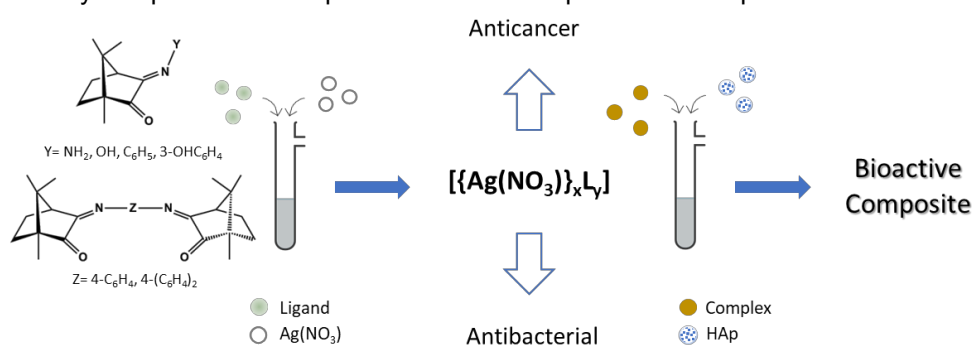 Anticancer
Y
N
O
Y= NH₂, OH, C₆H₅, 3-OHC₆H₄
[{Ag(NO₃)}ₓLᵧ]
Bioactive
Composite
N Z N
O O
Z= 4-C₆H₄, 4-(C₆H₄)₂
Ligand
Ag(NO₃)
Antibacterial
Complex
HAp